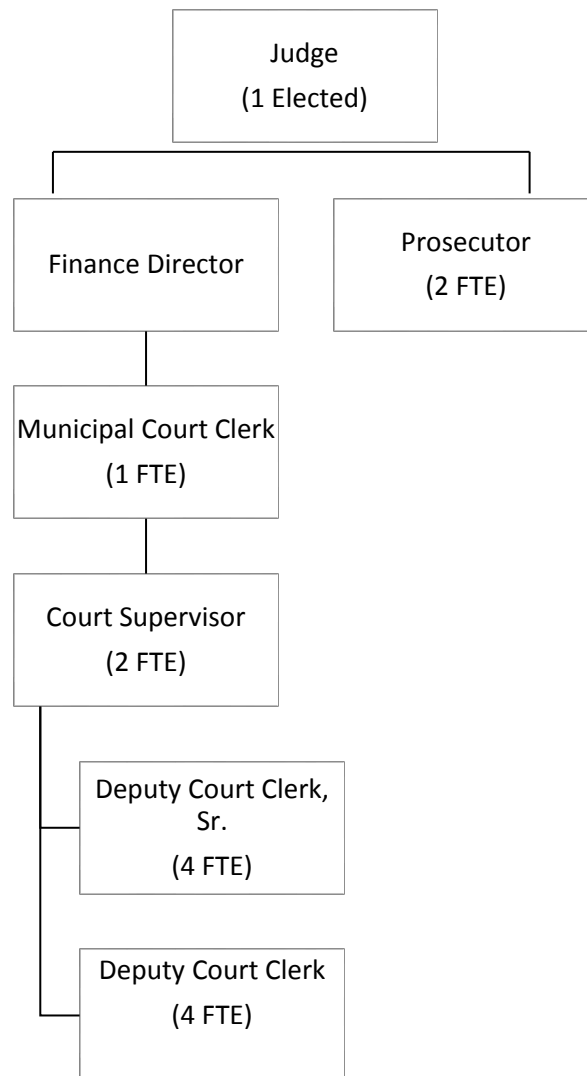 Judge
(1 Elected)
Finance Director
Prosecutor
(2 FTE)
Municipal Court Clerk
(1 FTE)
Court Supervisor
(2 FTE)
Deputy Court Clerk,
Sr.
(4 FTE)
Deputy Court Clerk
(4 FTE)